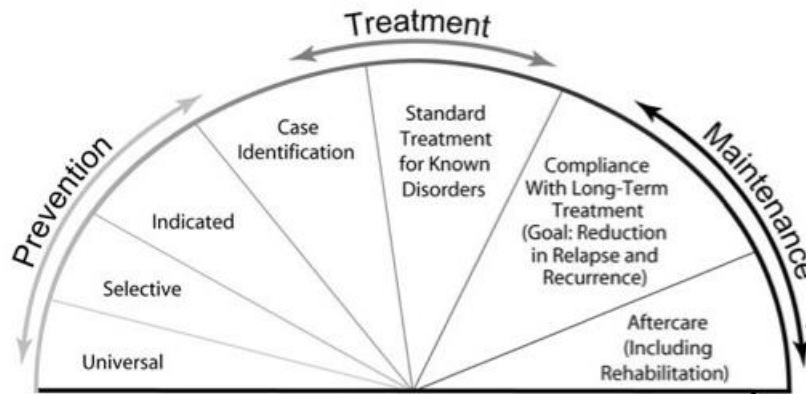 Treatment
Prevention
Maintenance
Universal
Selective
Indicated
Case
Identification
Standard
Treatment
for Known
Disorders
Compliance
With Long-Term
Treatment
(Goal: Reduction
in Relapse and
Recurrence)
Aftercare
(Including
Rehabilitation)